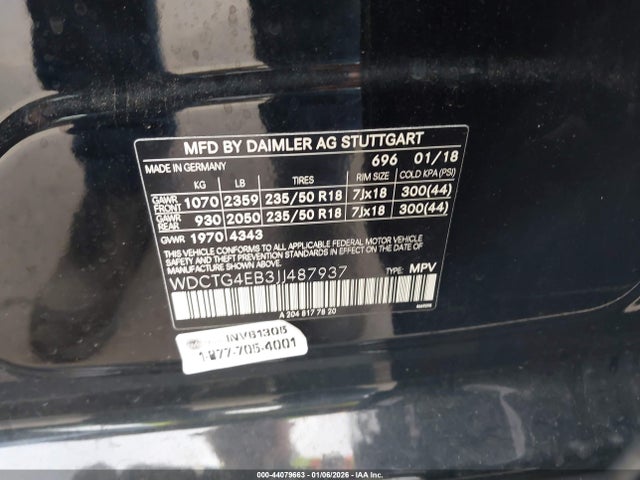 MFD BY DAIMLER AG STUTTGART
MADE IN GERMANY 696 01/18
KG LB TIRES RIM SIZE COLD KPA (PSI)
GAWR FRONT 1070 2359 235/50 R18 7Jx18 300(44)
GAWR REAR 930 2050 235/50 R18 7Jx18 300(44)
GVWR 1970 4343
THIS VEHICLE CONFORMS TO ALL APPLICABLE FEDERAL MOTOR VEHICLE
SAFETY STANDARD AND THEFT PREVENTION STANDARDS IN
EFFECT ON THE DATE OF MANUFACTURE SHOWN ABOVE.
WDCTG4EB3JJ487937 TYPE: MPV
A 204 817 78 20
1-877-705-4001
000-44079663 - 01/06/2026 - IAA Inc.